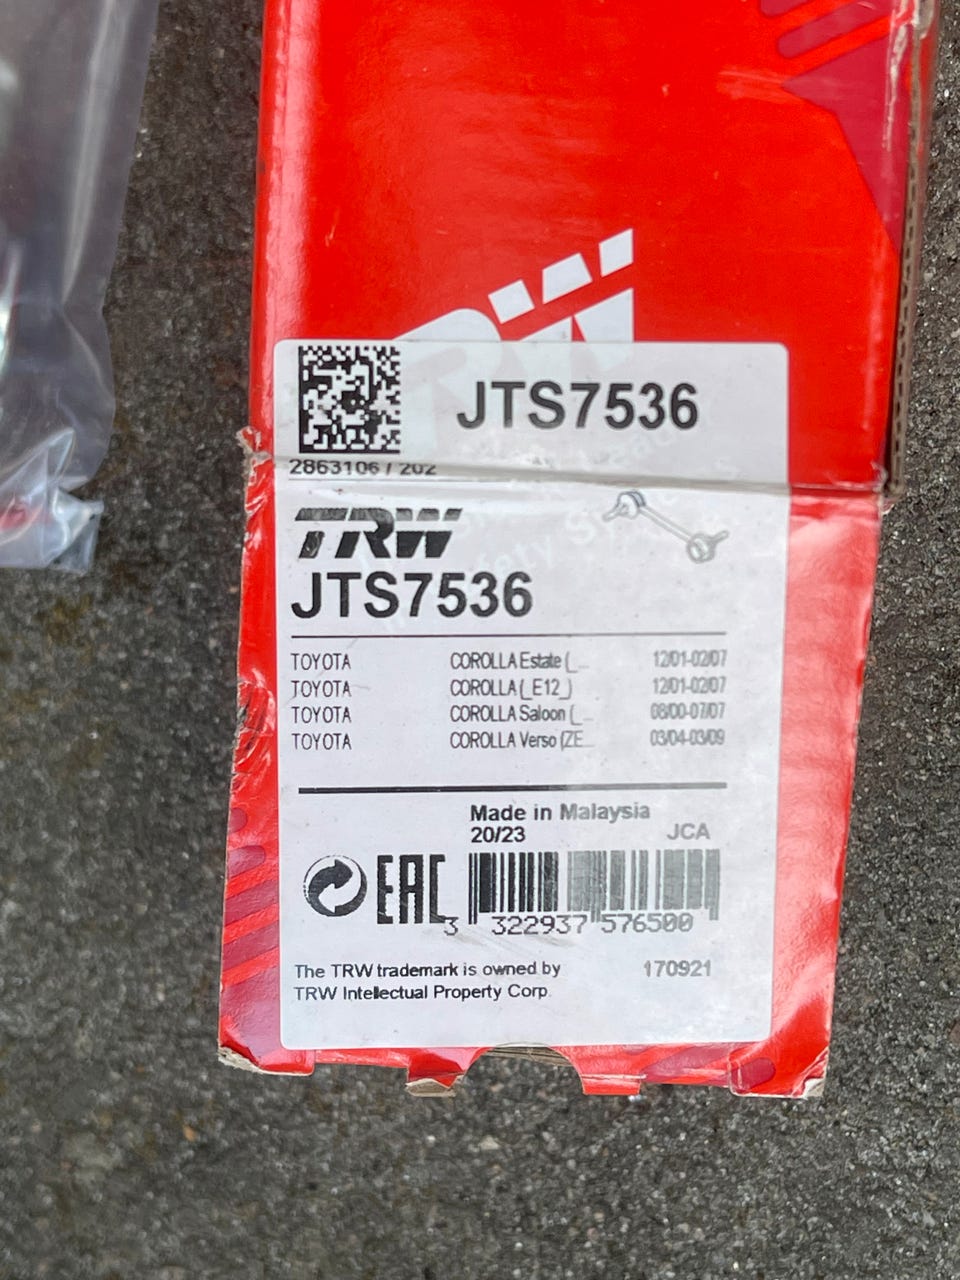 TRW
JTS7536
2863106 / 202
TRW
JTS7536
TOYOTA COROLLA Estate (_... 12/01-02/07
TOYOTA COROLLA (_E12_) 12/01-02/07
TOYOTA COROLLA Saloon (_... 08/00-07/07
TOYOTA COROLLA Verso (ZE... 03/04-03/09
Made in Malaysia
20/23 JCA
EAC
3 322937 576500
The TRW trademark is owned by 170921
TRW Intellectual Property Corp.